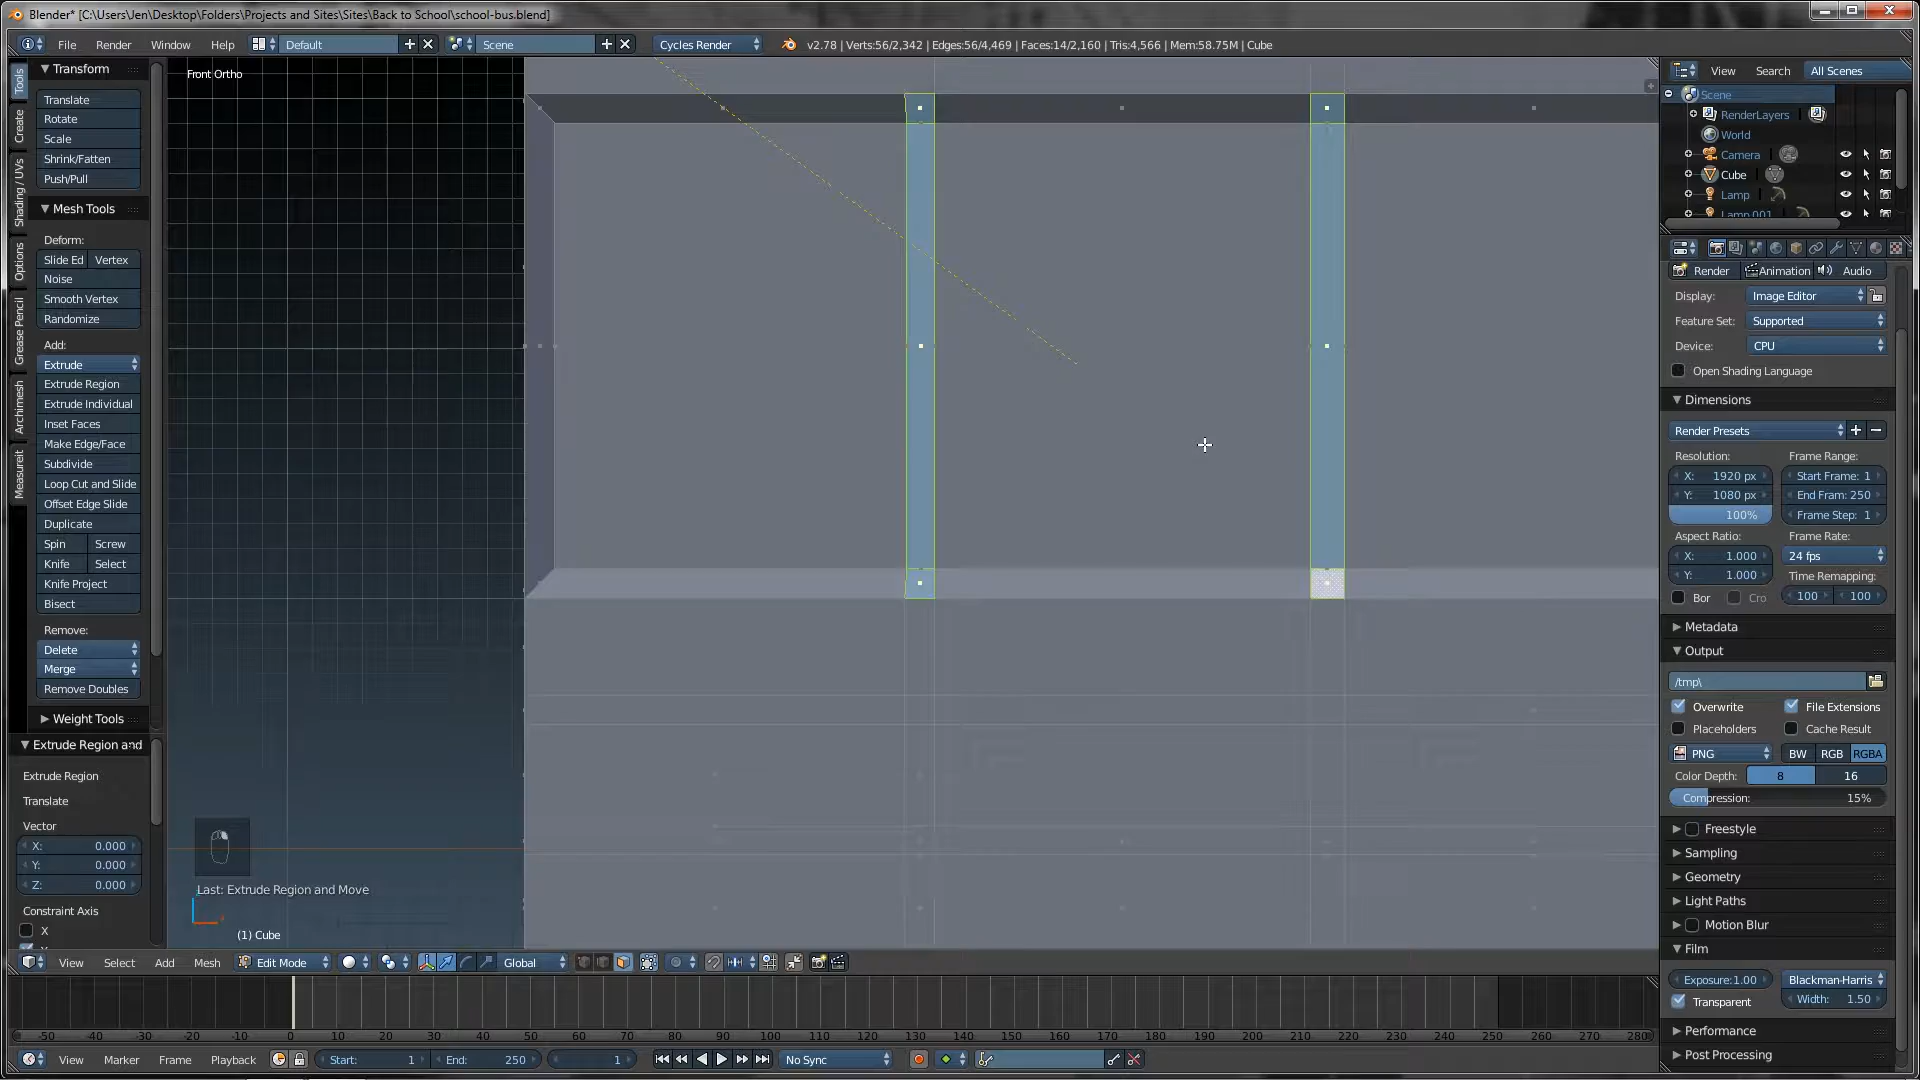 Blender* [C:\Users\Jen\Desktop\Folders\Projects and Sites\Sites\Back to School\school-bus.blend]
File Render Window Help Default Scene Cycles Render v2.78 | Verts:56/2,342 | Edges:56/4,469 | Faces:14/2,160 | Tris:4,566 | Mem:58.75M | Cube
Tools
Create
Shading / UVs
Options
Grease Pencil
Archimesh
Measureit
Transform
Translate
Rotate
Scale
Shrink/Fatten
Push/Pull
Mesh Tools
Deform:
Slide Ed Vertex
Noise
Smooth Vertex
Randomize
Add:
Extrude
Extrude Region
Extrude Individual
Inset Faces
Make Edge/Face
Subdivide
Loop Cut and Slide
Offset Edge Slide
Duplicate
Spin Screw
Knife Select
Knife Project
Bisect
Remove:
Delete
Merge
Remove Doubles
Weight Tools
Extrude Region and
Extrude Region
Translate
Vector
X: 0.000
Y: 0.000
Z: 0.000
Constraint Axis
X
Front Ortho
Last: Extrude Region and Move
(1) Cube
View Select Add Mesh Edit Mode Global
-50 -40 -30 -20 -10 0 10 20 30 40 50 60 70 80 90 100 110 120 130 140 150 160 170 180 190 200 210 220 230 240 250 260 270 280
View Marker Frame Playback Start: 1 End: 250 1 No Sync
View Search All Scenes
Scene
RenderLayers
World
Camera
Cube
Lamp
Lamp.001
Render Animation Audio
Display: Image Editor
Feature Set: Supported
Device: CPU
Open Shading Language
Dimensions
Render Presets
Resolution: Frame Range:
X: 1920 px Start Frame: 1
Y: 1080 px End Fram: 250
100% Frame Step: 1
Aspect Ratio: Frame Rate:
X: 1.000 24 fps
Y: 1.000 Time Remapping:
Bor Cro 100 100
Metadata
Output
/tmp\
Overwrite File Extensions
Placeholders Cache Result
PNG BW RGB RGBA
Color Depth: 8 16
Compression: 15%
Freestyle
Sampling
Geometry
Light Paths
Motion Blur
Film
Exposure:1.00 Blackman-Harris
Transparent Width: 1.50
Performance
Post Processing